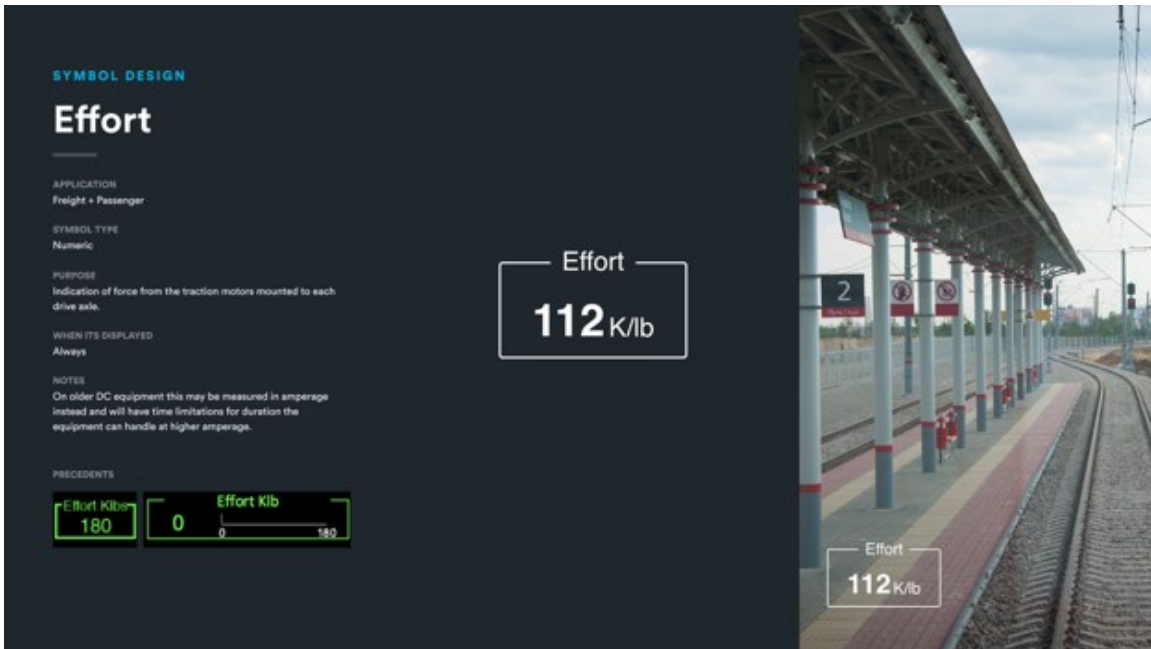 SYMBOL DESIGN
Effort
APPLICATION
Freight + Passenger
SYMBOL TYPE
Numeric
PURPOSE
Indication of force from the traction motors mounted to each
drive axle.
WHEN ITS DISPLAYED
Always
NOTES
On older DC equipment this may be measured in amperage
instead and will have time limitations for duration the
equipment can handle at higher amperage.
PRECEDENTS
Effort Klbs
180
Effort Klb
0
0 180
Effort
112 K/lb
2
Effort
112 K/lb